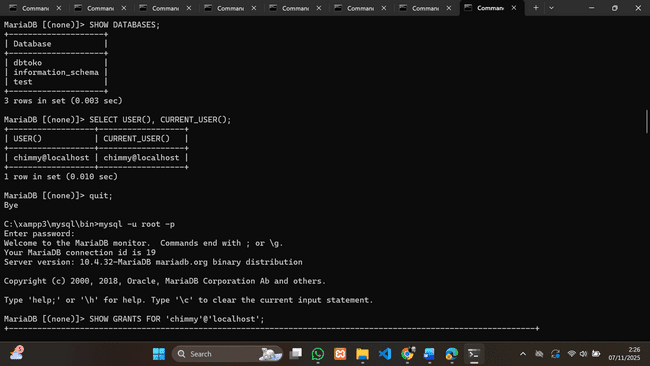 Comman Comman Comman Comman Comman Comman Comman Comman
MariaDB [(none)]> SHOW DATABASES;
+--------------------+
| Database           |
+--------------------+
| dbtoko             |
| information_schema |
| test               |
+--------------------+
3 rows in set (0.003 sec)
MariaDB [(none)]> SELECT USER(), CURRENT_USER();
+------------------+------------------+
| USER()           | CURRENT_USER()   |
+------------------+------------------+
| chimmy@localhost | chimmy@localhost |
+------------------+------------------+
1 row in set (0.010 sec)
MariaDB [(none)]> quit;
Bye
C:\xampp3\mysql\bin>mysql -u root -p
Enter password:
Welcome to the MariaDB monitor.  Commands end with ; or \g.
Your MariaDB connection id is 19
Server version: 10.4.32-MariaDB mariadb.org binary distribution
Copyright (c) 2000, 2018, Oracle, MariaDB Corporation Ab and others.
Type 'help;' or '\h' for help. Type '\c' to clear the current input statement.
MariaDB [(none)]> SHOW GRANTS FOR 'chimmy'@'localhost';
+--------------------------------------------------------------------------------------------------------------+
Search
2:26
07/11/2025